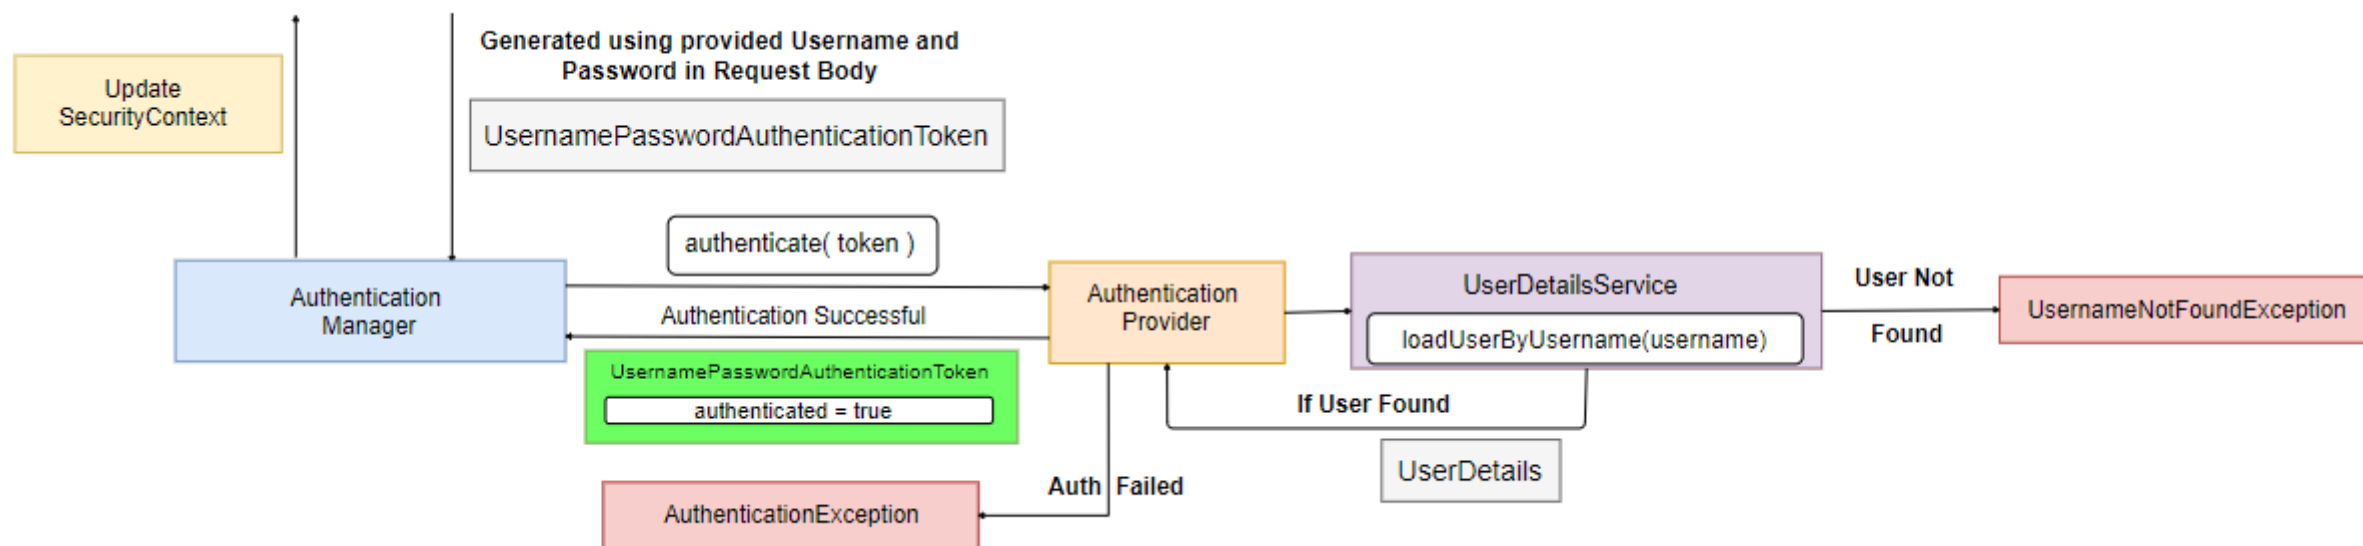 Generated using provided Username and
Password in Request Body
Update
SecurityContext
UsernamePasswordAuthenticationToken
authenticate( token )
Authentication
Manager
Authentication Successful
Authentication
Provider
UserDetailsService
loadUserByUsername(username)
User Not
Found
UsernameNotFoundException
UsernamePasswordAuthenticationToken
authenticated = true
If User Found
UserDetails
Auth Failed
AuthenticationException